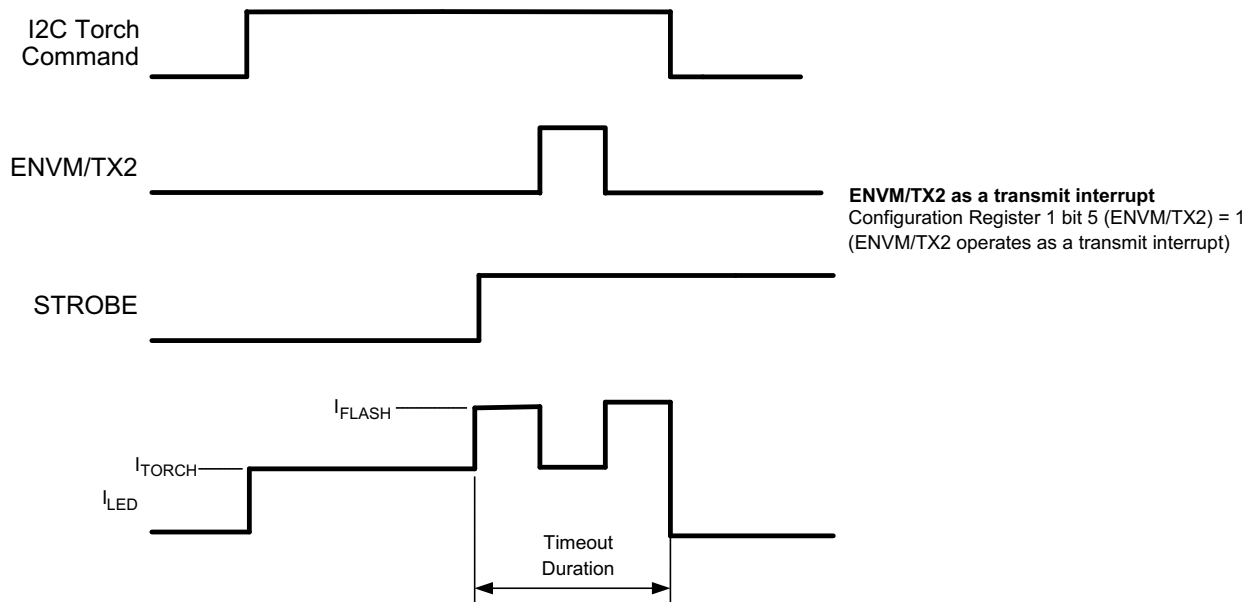 I2C Torch
Command
ENVM/TX2
ENVM/TX2 as a transmit interrupt
Configuration Register 1 bit 5 (ENVM/TX2) = 1
(ENVM/TX2 operates as a transmit interrupt)
STROBE
IFLASH
ITORCH
ILED
Timeout
Duration